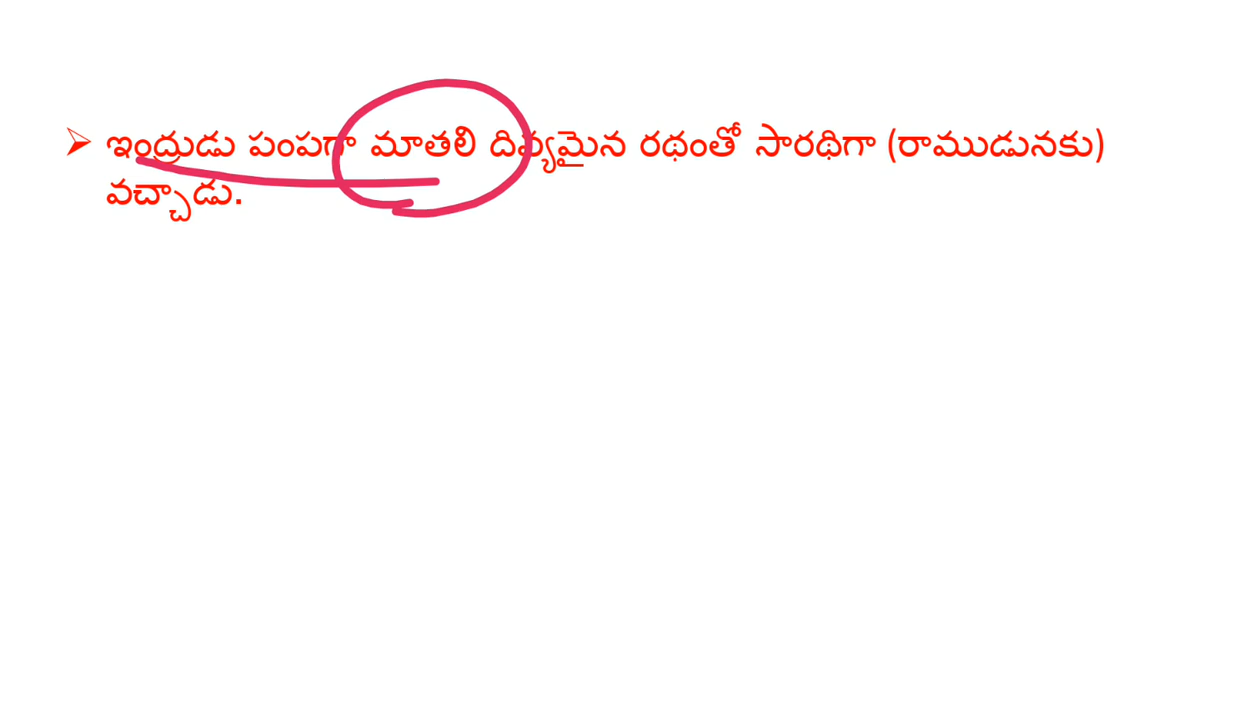 ➢ ఇంద్రుడు పంపగా మాతలి దివ్యమైన రథంతో సారథిగా (రాముడునకు)
వచ్చాడు.